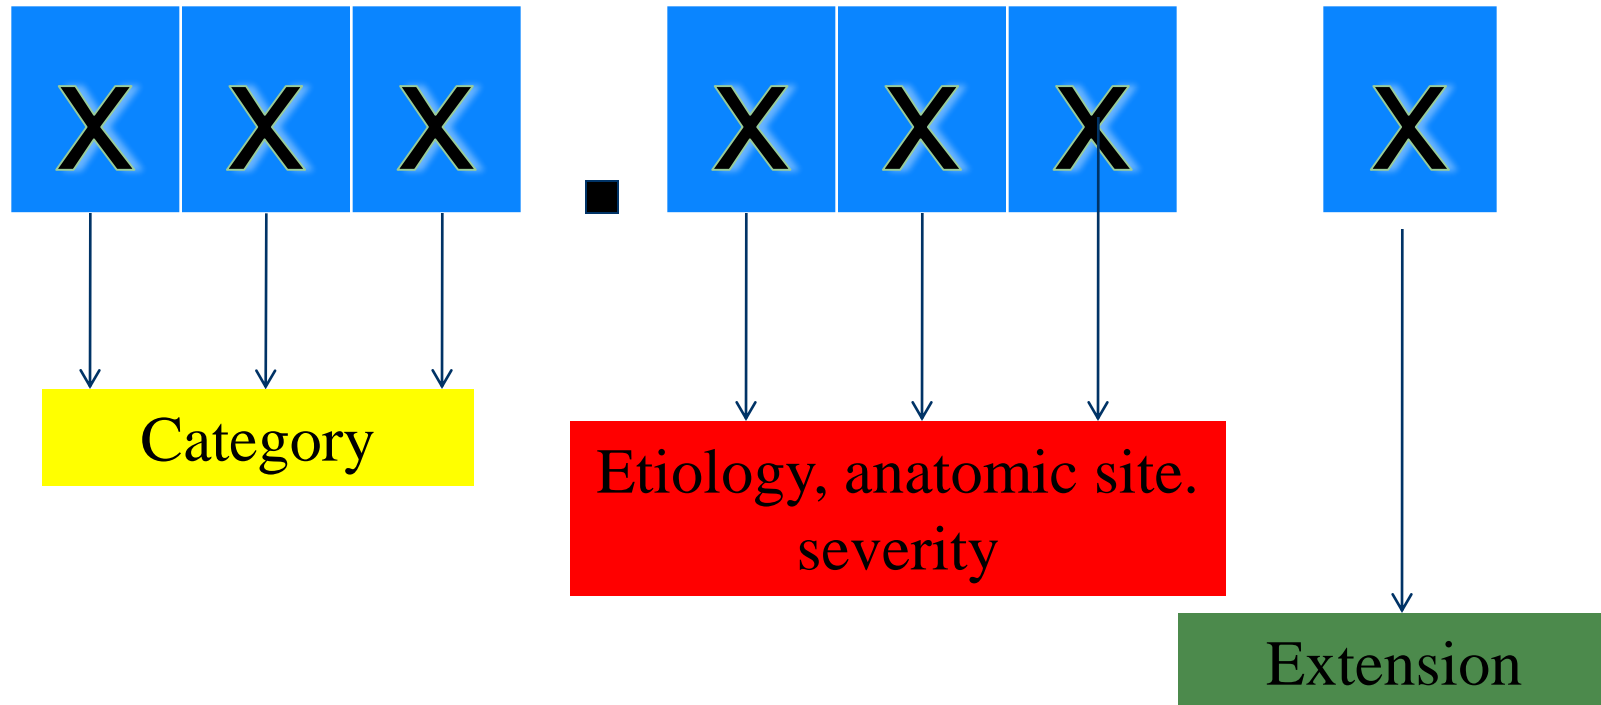 X X X . X X X X
Category
Etiology, anatomic site.
severity
Extension